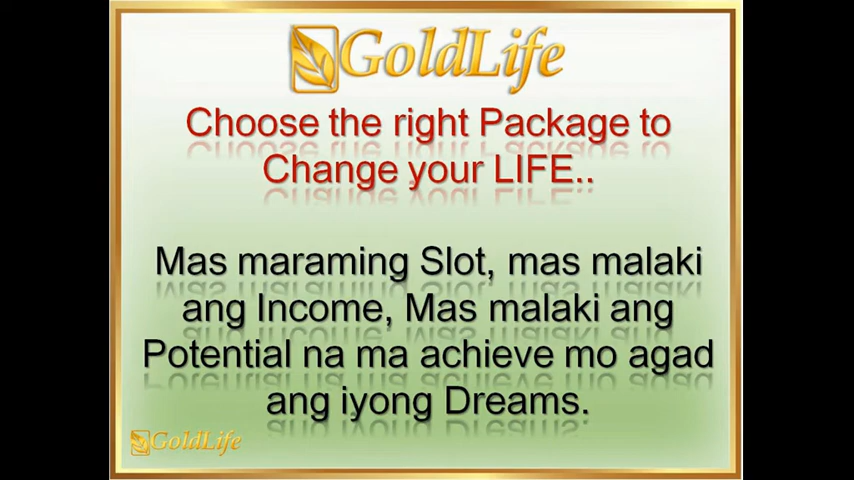 GoldLife
Choose the right Package to
Change your LIFE..
Mas maraming Slot, mas malaki
ang Income, Mas malaki ang
Potential na ma achieve mo agad
ang iyong Dreams.
GoldLife